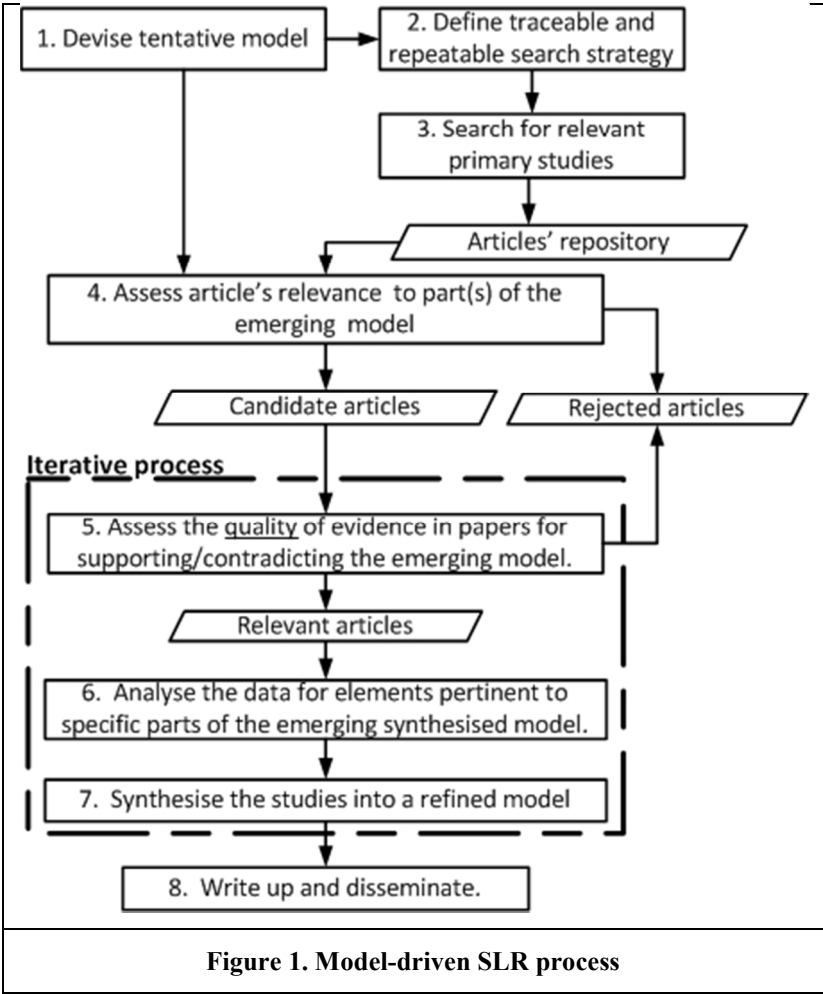 1. Devise tentative model
2. Define traceable and
repeatable search strategy
3. Search for relevant
primary studies
Articles' repository
4. Assess article's relevance to part(s) of the
emerging model
Candidate articles
Rejected articles
Iterative process
5. Assess the quality of evidence in papers for
supporting/contradicting the emerging model.
Relevant articles
6. Analyse the data for elements pertinent to
specific parts of the emerging synthesised model.
7. Synthesise the studies into a refined model
8. Write up and disseminate.
Figure 1. Model-driven SLR process